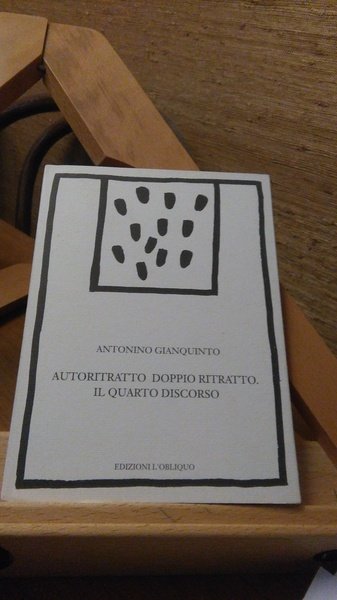 ANTONINO GIANQUINTO
AUTORITRATTO DOPPIO RITRATTO.
IL QUARTO DISCORSO
EDIZIONI L'OBLIQUO